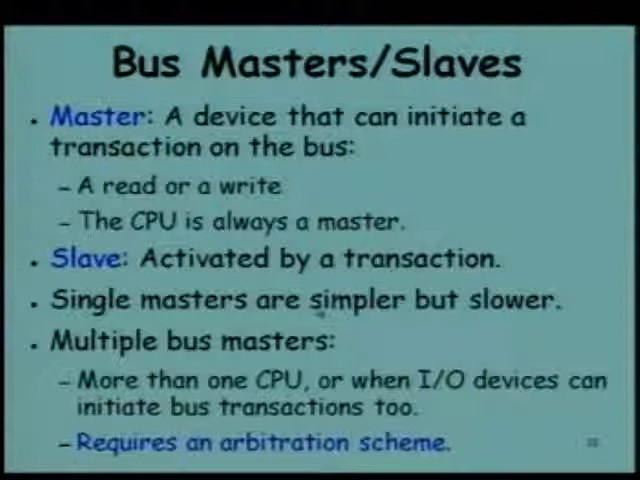 Bus Masters/Slaves
• Master: A device that can initiate a
transaction on the bus:
– A read or a write
– The CPU is always a master.
• Slave: Activated by a transaction.
• Single masters are simpler but slower.
• Multiple bus masters:
– More than one CPU, or when I/O devices can
initiate bus transactions too.
– Requires an arbitration scheme.